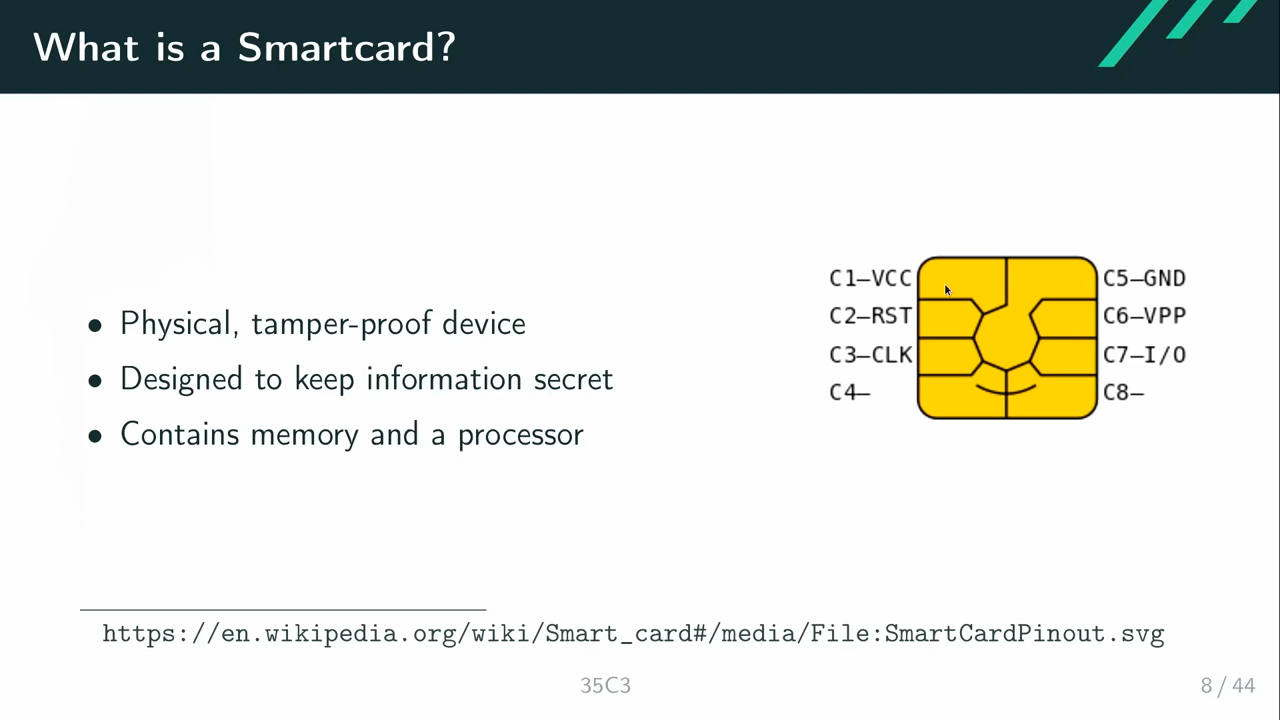 What is a Smartcard?
• Physical, tamper-proof device
• Designed to keep information secret
• Contains memory and a processor
C1–VCC
C2–RST
C3–CLK
C4–
C5–GND
C6–VPP
C7–I/O
C8–
https://en.wikipedia.org/wiki/Smart_card#/media/File:SmartCardPinout.svg
35C3
8 / 44